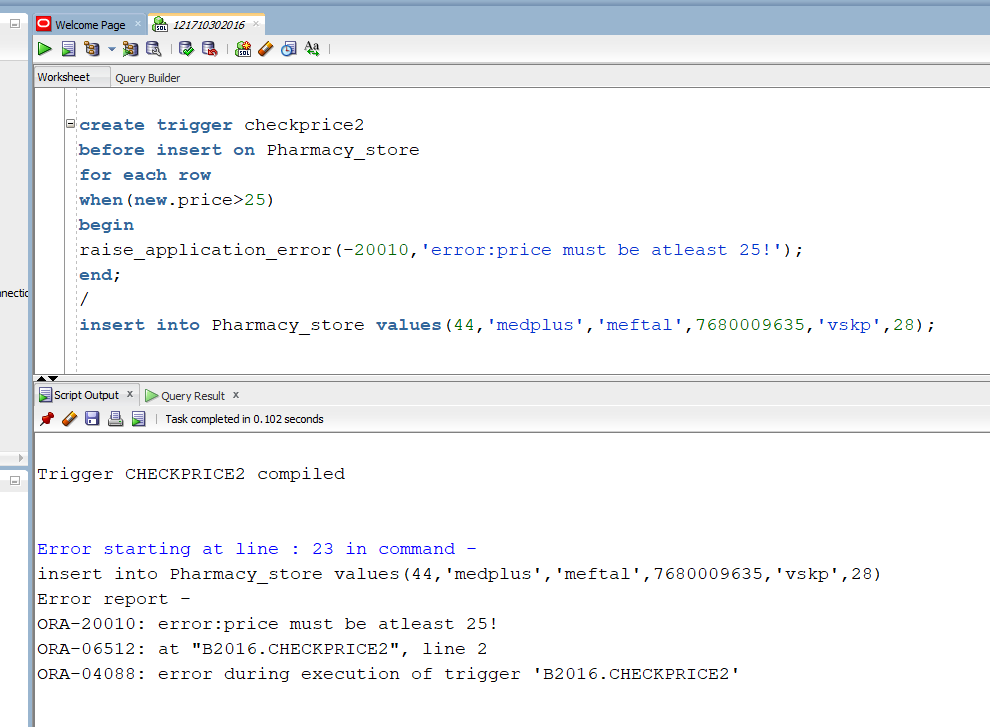 Welcome Page × SQL 121710302016 ×
SQL Aa
Worksheet Query Builder
create trigger checkprice2
before insert on Pharmacy_store
for each row
when(new.price>25)
begin
raise_application_error(-20010,'error:price must be atleast 25!');
end;
/
insert into Pharmacy_store values(44,'medplus','meftal',7680009635,'vskp',28);
Script Output × Query Result ×
Task completed in 0.102 seconds
Trigger CHECKPRICE2 compiled
Error starting at line : 23 in command -
insert into Pharmacy_store values(44,'medplus','meftal',7680009635,'vskp',28)
Error report -
ORA-20010: error:price must be atleast 25!
ORA-06512: at "B2016.CHECKPRICE2", line 2
ORA-04088: error during execution of trigger 'B2016.CHECKPRICE2'